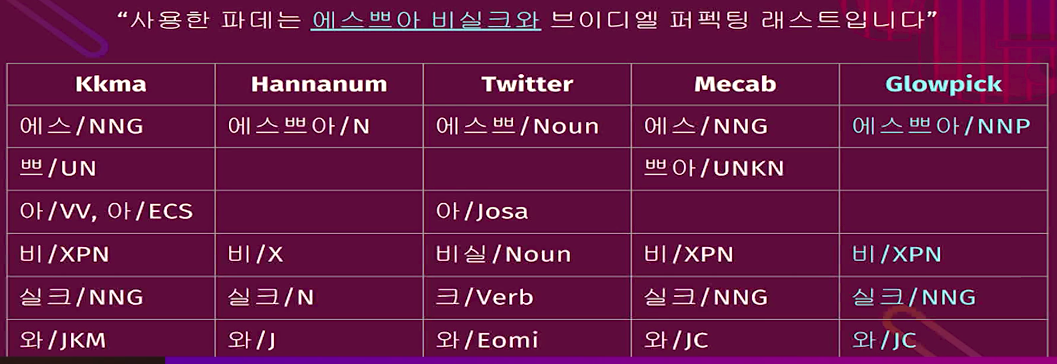 “사용한 파데는 에스쁘아 비실크와 브이디엘 퍼펙팅 래스트입니다”
Kkma Hannanum Twitter Mecab Glowpick
에스/NNG 에스쁘아/N 에스쁘/Noun 에스/NNG 에스쁘아/NNP
쁘/UN 쁘아/UNKN
아/VV, 아/ECS 아/Josa
비/XPN 비/X 비실/Noun 비/XPN 비/XPN
실크/NNG 실크/N 크/Verb 실크/NNG 실크/NNG
와/JKM 와/J 와/Eomi 와/JC 와/JC